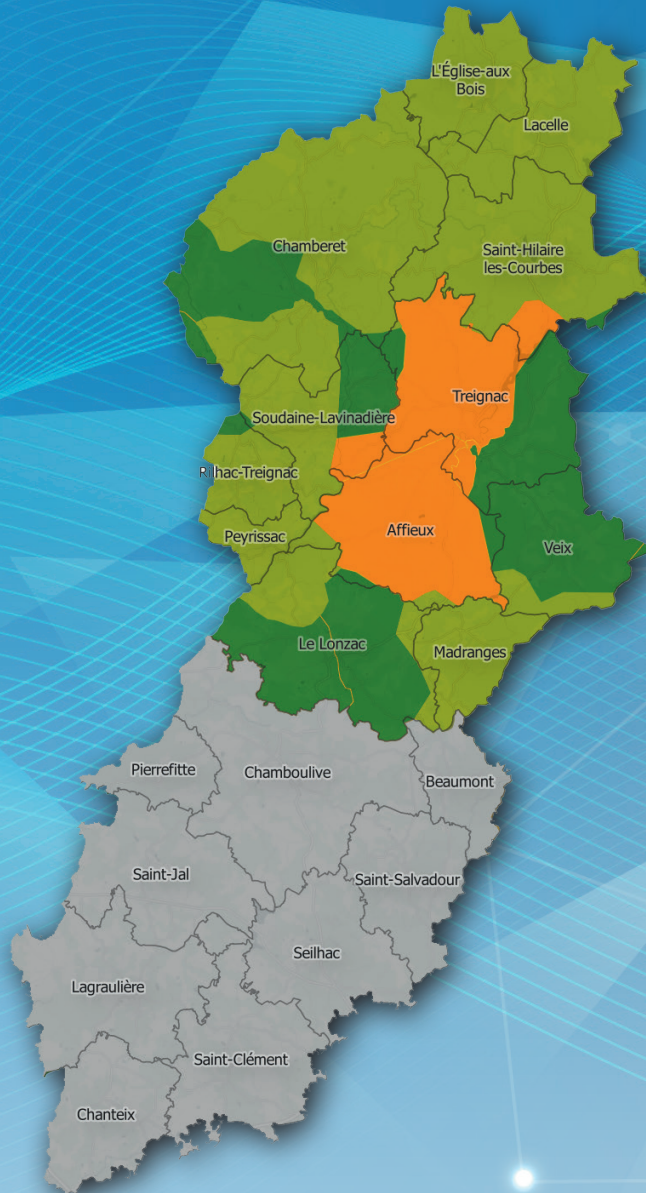 L'Église-aux
Bois
Lacelle
Chamberet
Saint-Hilaire
les-Courbes
Treignac
Soudaine-Lavinadière
Rilhac-Treignac
Peyrissac
Affieux
Veix
Le Lonzac
Madranges
Pierrefitte
Chamboulive
Beaumont
Saint-Jal
Saint-Salvadour
Seilhac
Lagraulière
Saint-Clément
Chanteix